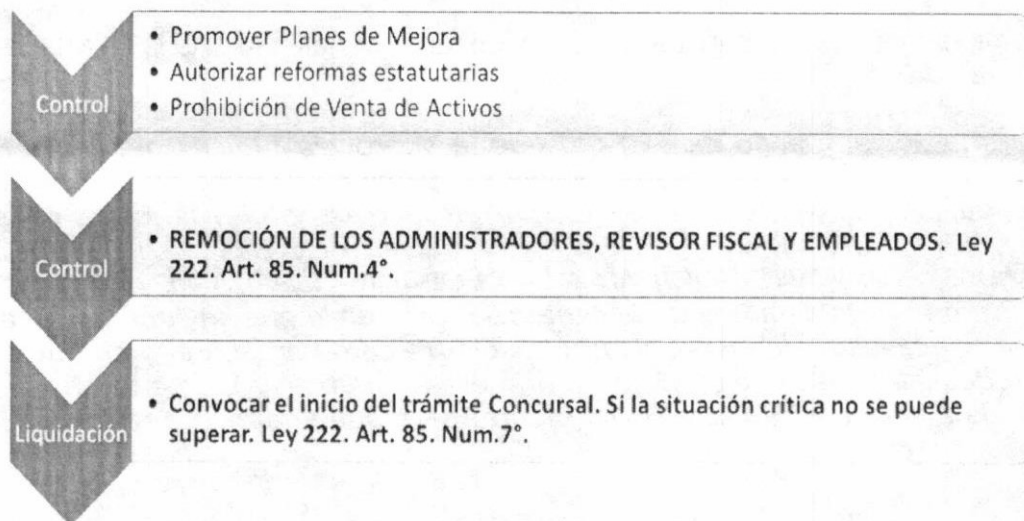 Control
• Promover Planes de Mejora
• Autorizar reformas estatutarias
• Prohibición de Venta de Activos
Control
• REMOCIÓN DE LOS ADMINISTRADORES, REVISOR FISCAL Y EMPLEADOS. Ley
222. Art. 85. Num.4°.
Liquidación
• Convocar el inicio del trámite Concursal. Si la situación crítica no se puede
superar. Ley 222. Art. 85. Num.7°.